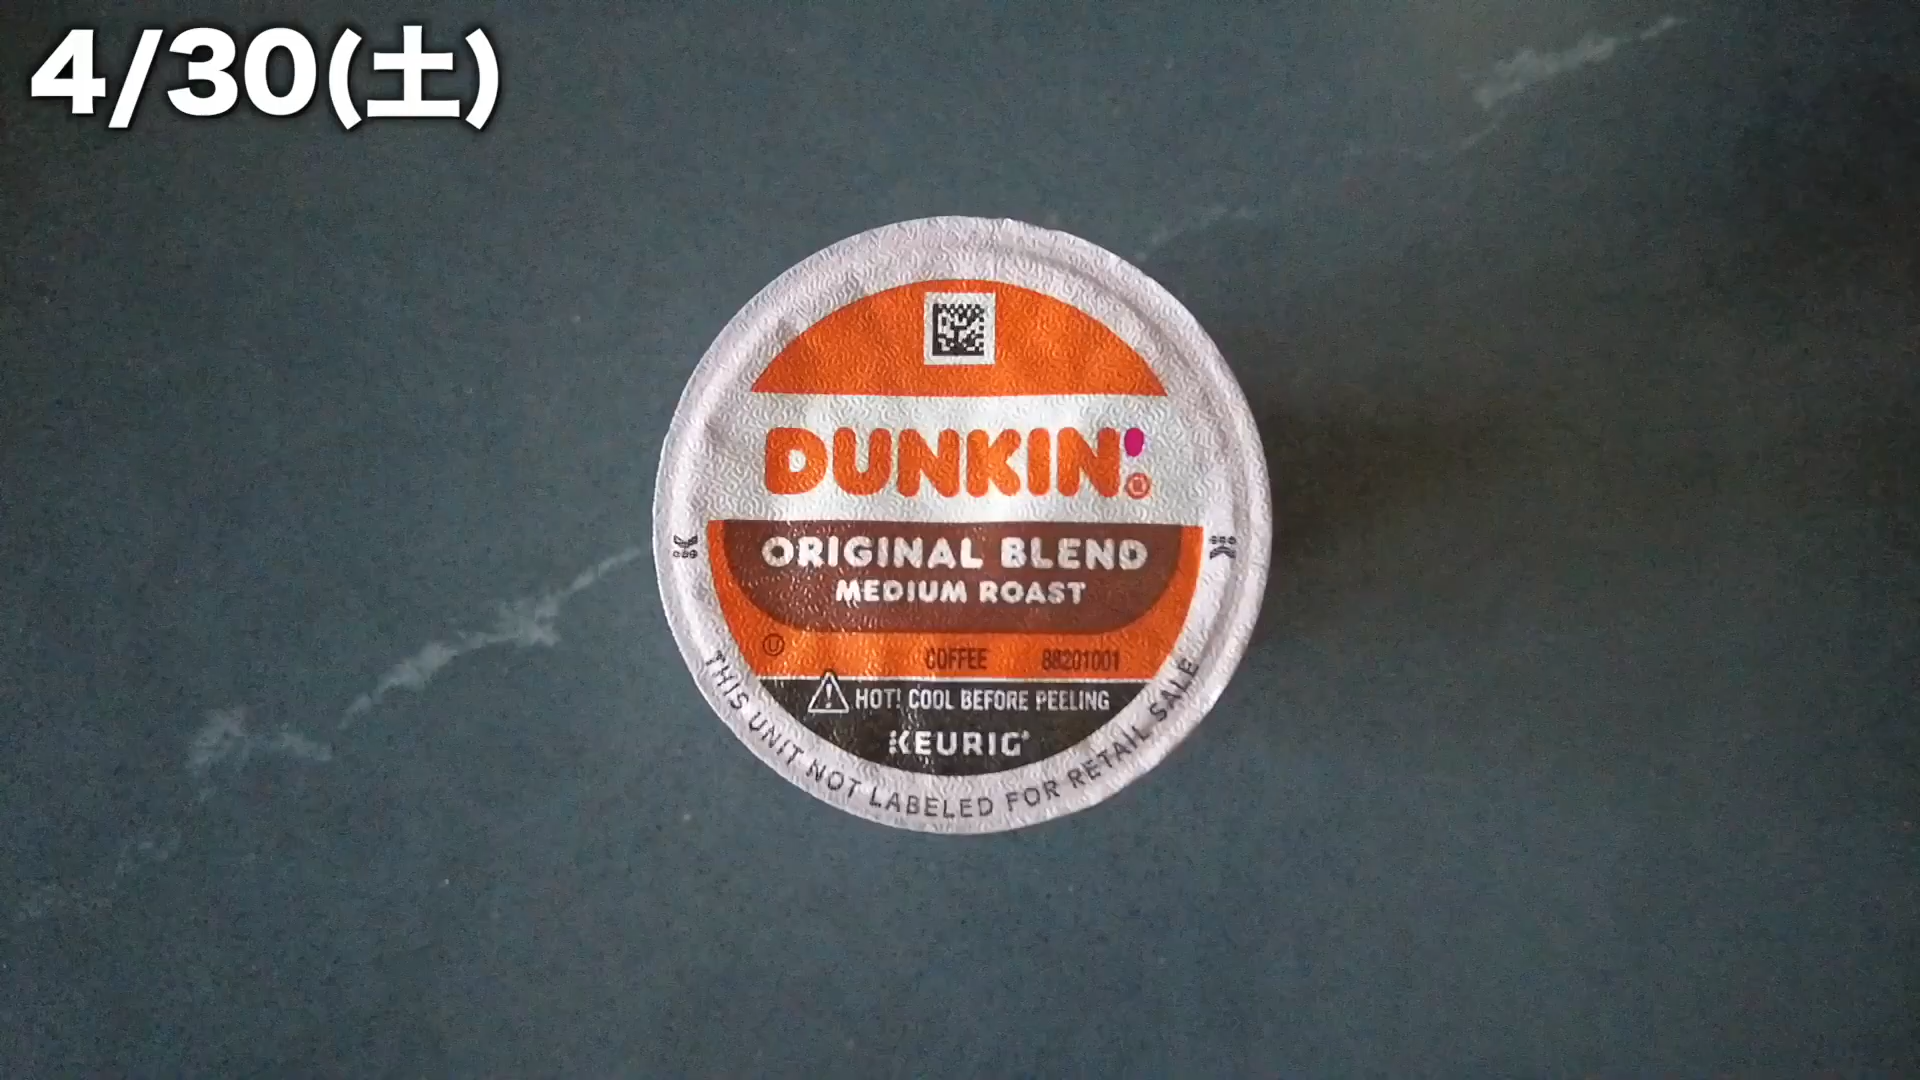 4/30(土)
DUNKIN'®
ORIGINAL BLEND
MEDIUM ROAST
U
COFFEE 88201001
HOT! COOL BEFORE PEELING
KEURIG®
THIS UNIT NOT LABELED FOR RETAIL SALE